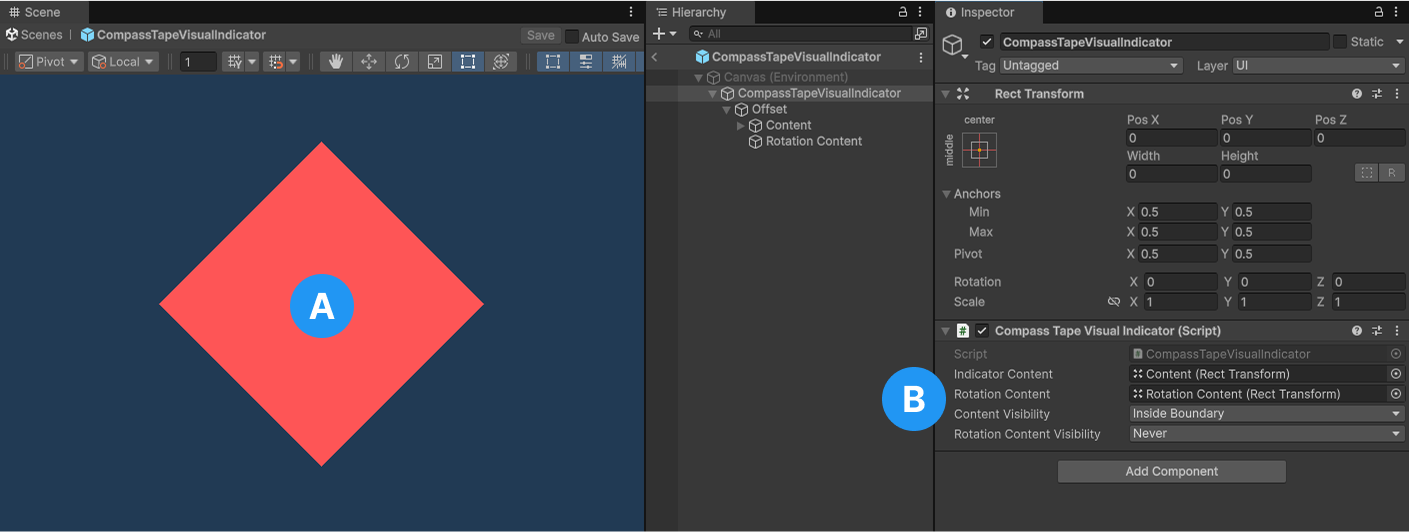 Scene
Scenes
CompassTapeVisualIndicator
Save
Auto Save
Pivot
Local
1
A
Hierarchy
All
CompassTapeVisualIndicator
Canvas (Environment)
CompassTapeVisualIndicator
Offset
Content
Rotation Content
Inspector
CompassTapeVisualIndicator
Static
Tag Untagged Layer UI
Rect Transform
center
middle
Pos X Pos Y Pos Z
0 0 0
Width Height
0 0
R
Anchors
Min X 0.5 Y 0.5
Max X 0.5 Y 0.5
Pivot X 0.5 Y 0.5
Rotation X 0 Y 0 Z 0
Scale X 1 Y 1 Z 1
# Compass Tape Visual Indicator (Script)
Script CompassTapeVisualIndicator
Indicator Content Content (Rect Transform)
B
Rotation Content Rotation Content (Rect Transform)
Content Visibility Inside Boundary
Rotation Content Visibility Never
Add Component